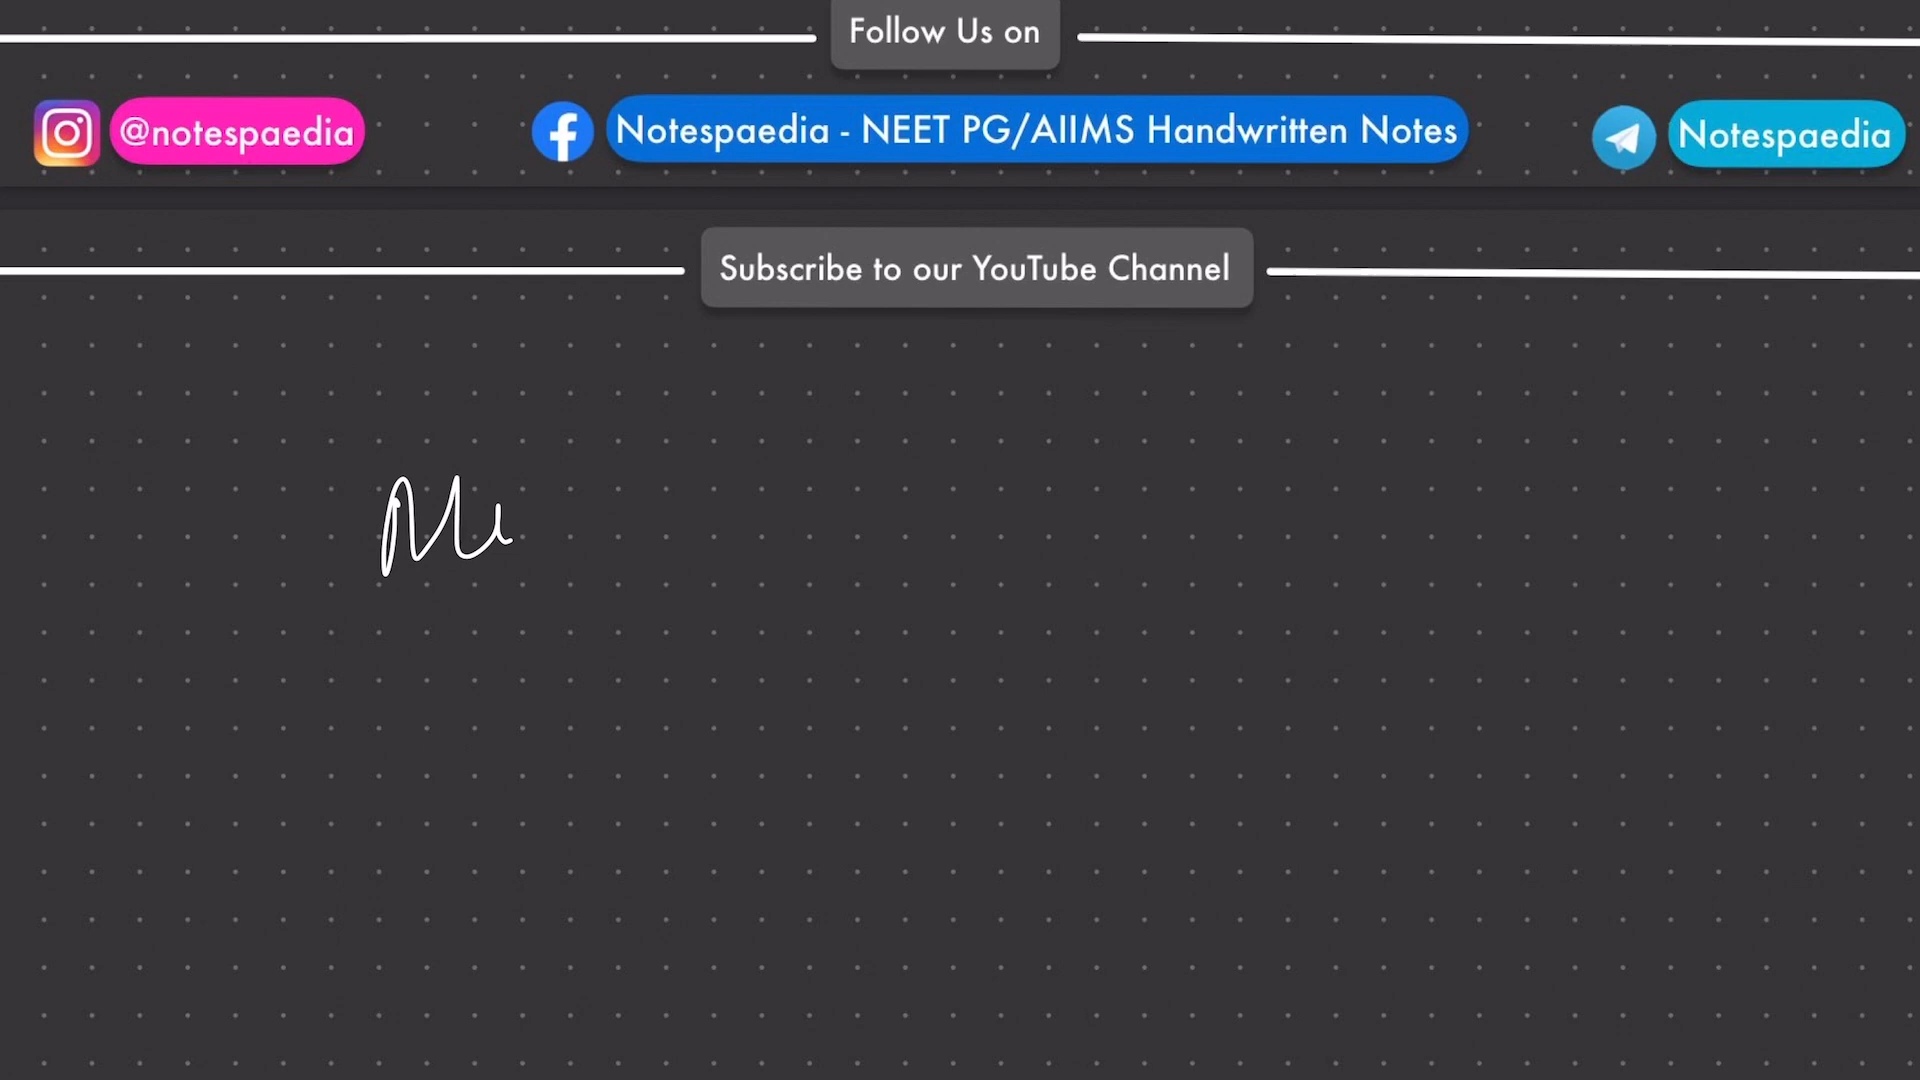 Follow Us on
@notespaedia
Notespaedia - NEET PG/AIIMS Handwritten Notes
Notespaedia
Subscribe to our YouTube Channel